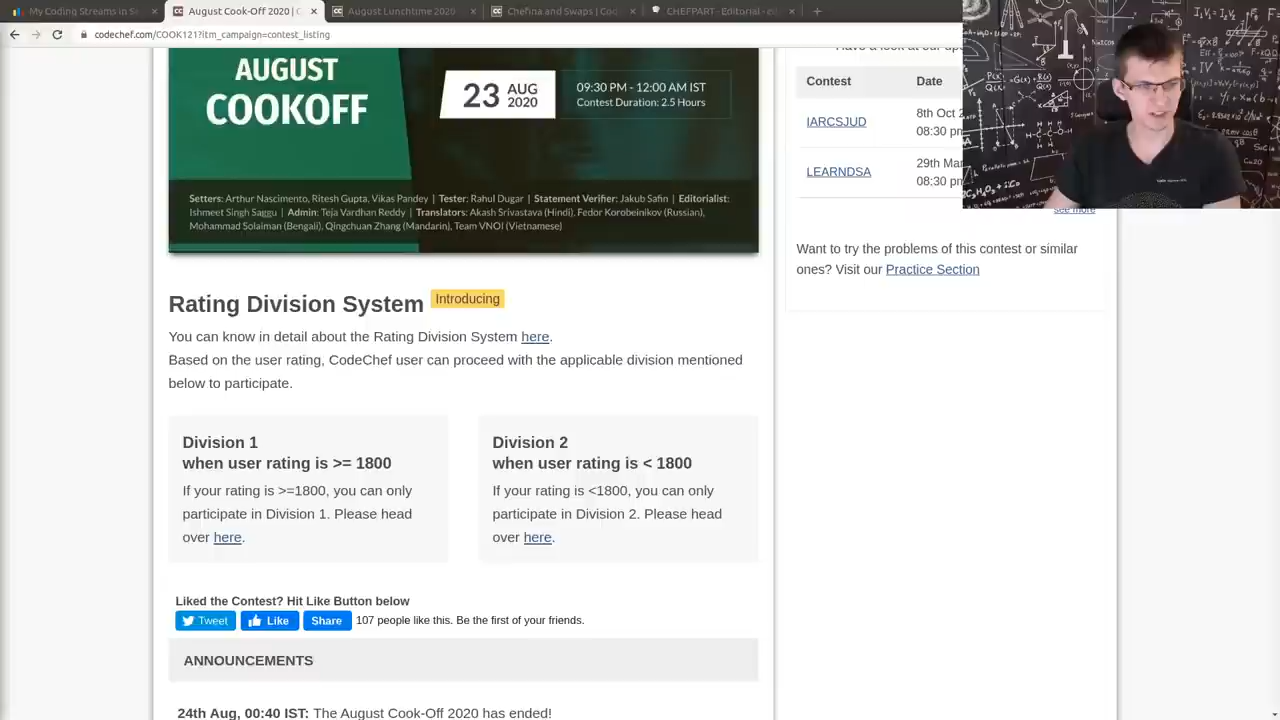 My Coding Streams in Se
August Cook-Off 2020 |
August Lunchtime 2020
Chefina and Swaps | Co
CHEFPART - Editorial - e
codechef.com/COOK121?itm_campaign=contest_listing
AUGUST
COOKOFF
23 AUG 2020
09:30 PM - 12:00 AM IST
Contest Duration: 2.5 Hours
Setters: Arthur Nascimento, Ritesh Gupta, Vikas Pandey | Tester: Rahul Dugar | Statement Verifier: Jakub Safin | Editorialist:
Ishmeet Singh Saggu | Admin: Teja Vardhan Reddy | Translators: Akash Srivastava (Hindi), Fedor Korobeinikov (Russian),
Mohammad Solaiman (Bengali), Qingchuan Zhang (Mandarin), Team VNOI (Vietnamese)
Rating Division System Introducing
You can know in detail about the Rating Division System here.
Based on the user rating, CodeChef user can proceed with the applicable division mentioned
below to participate.
Division 1
when user rating is >= 1800
If your rating is >=1800, you can only
participate in Division 1. Please head
over here.
Division 2
when user rating is < 1800
If your rating is <1800, you can only
participate in Division 2. Please head
over here.
Liked the Contest? Hit Like Button below
Tweet Like Share 107 people like this. Be the first of your friends.
ANNOUNCEMENTS
24th Aug, 00:40 IST: The August Cook-Off 2020 has ended!
Have a look at our
Contest Date
IARCSJUD 8th Oct 2
08:30 pm
LEARNDSA 29th Mar
08:30 pm
see more
Want to try the problems of this contest or similar
ones? Visit our Practice Section